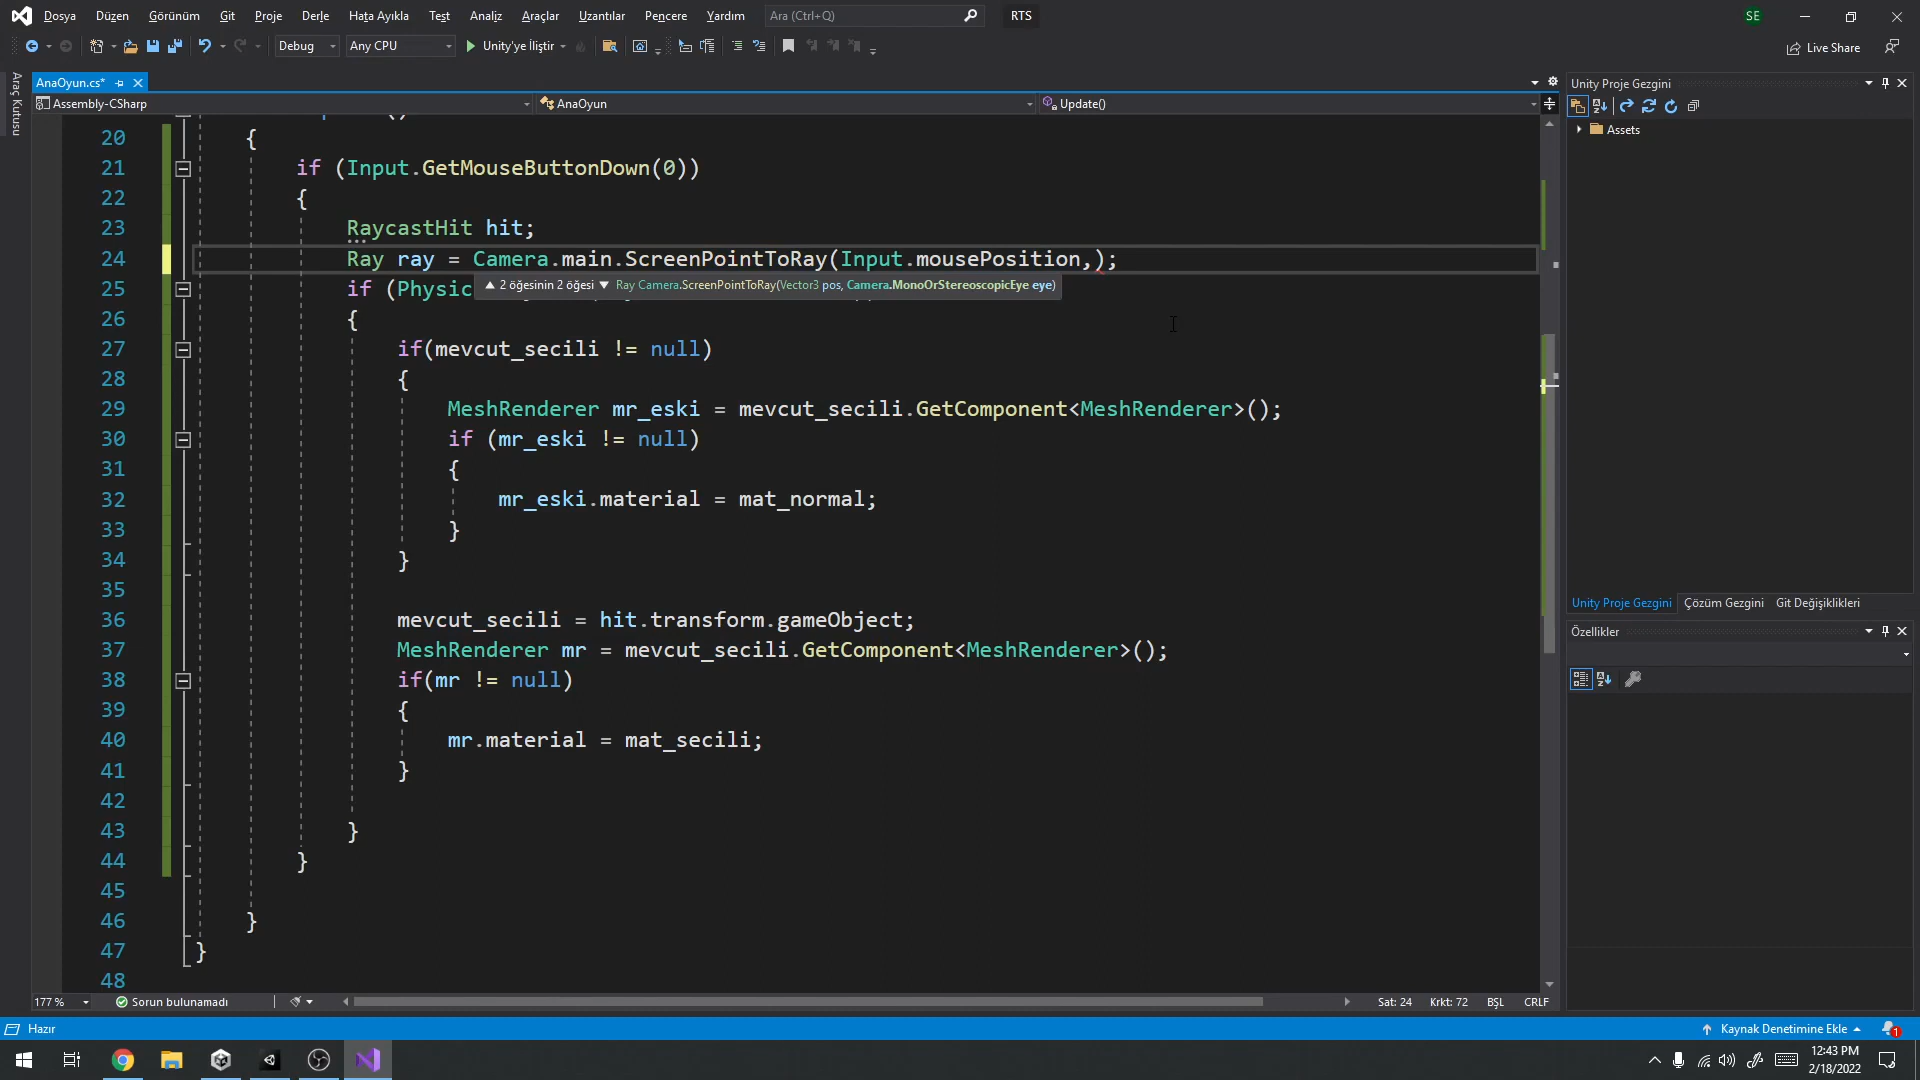 Dosya Düzen Görünüm Git Proje Derle Hata Ayıkla Test Analiz Araçlar Uzantılar Pencere Yardım Ara (Ctrl+Q) RTS SE
Debug Any CPU Unity'ye İliştir Live Share
Araç Kutusu
AnaOyun.cs*
Assembly-CSharp AnaOyun Update()
20 {
21 if (Input.GetMouseButtonDown(0))
22 {
23 RaycastHit hit;
24 Ray ray = Camera.main.ScreenPointToRay(Input.mousePosition,);
▲ 2 öğesinin 2 öğesi ▼ Ray Camera.ScreenPointToRay(Vector3 pos, Camera.MonoOrStereoscopicEye eye)
25 if (Physic
26 {
27 if(mevcut_secili != null)
28 {
29 MeshRenderer mr_eski = mevcut_secili.GetComponent<MeshRenderer>();
30 if (mr_eski != null)
31 {
32 mr_eski.material = mat_normal;
33 }
34 }
35
36 mevcut_secili = hit.transform.gameObject;
37 MeshRenderer mr = mevcut_secili.GetComponent<MeshRenderer>();
38 if(mr != null)
39 {
40 mr.material = mat_secili;
41 }
42
43 }
44 }
45
46 }
47 }
48
177 % Sorun bulunamadı Sat: 24 Krkt: 72 BŞL CRLF
Unity Proje Gezgini
Assets
Unity Proje Gezgini Çözüm Gezgini Git Değişiklikleri
Özellikler
Hazır Kaynak Denetimine Ekle 1
12:43 PM
2/18/2022